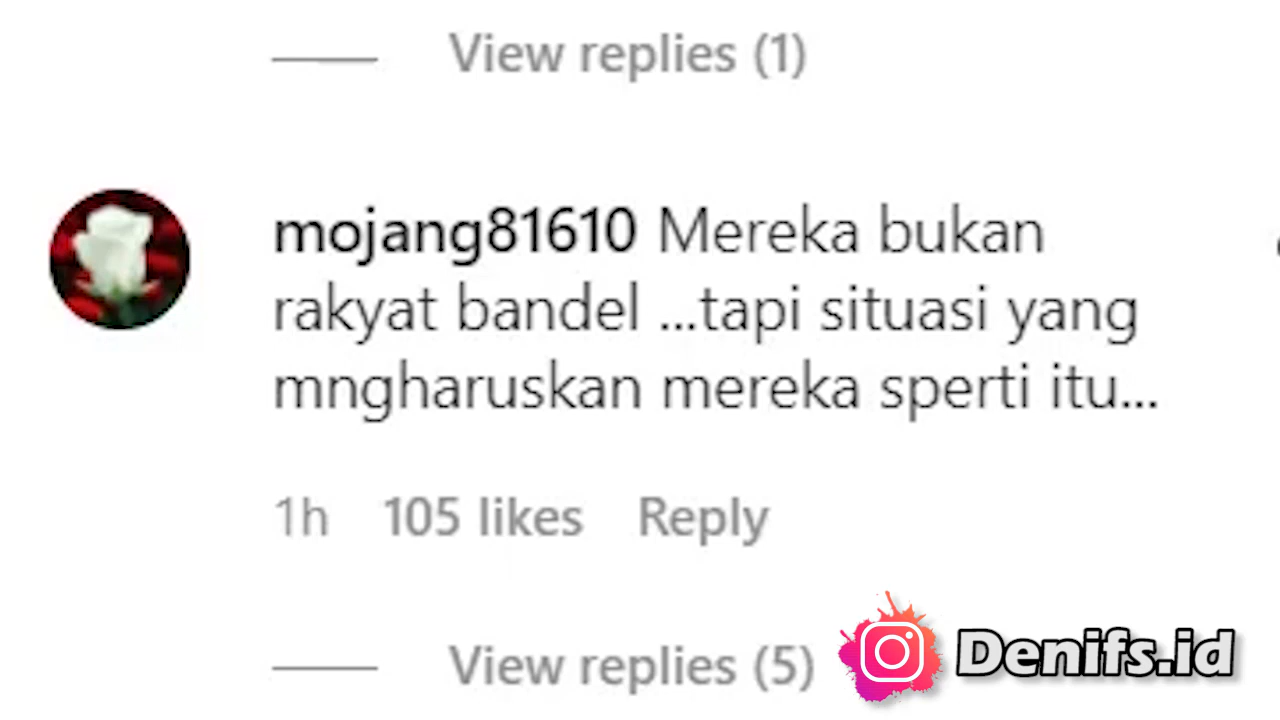 View replies (1)
mojang81610 Mereka bukan
rakyat bandel ...tapi situasi yang
mngharuskan mereka sperti itu...
1h 105 likes Reply
View replies (5)
Denifs.id